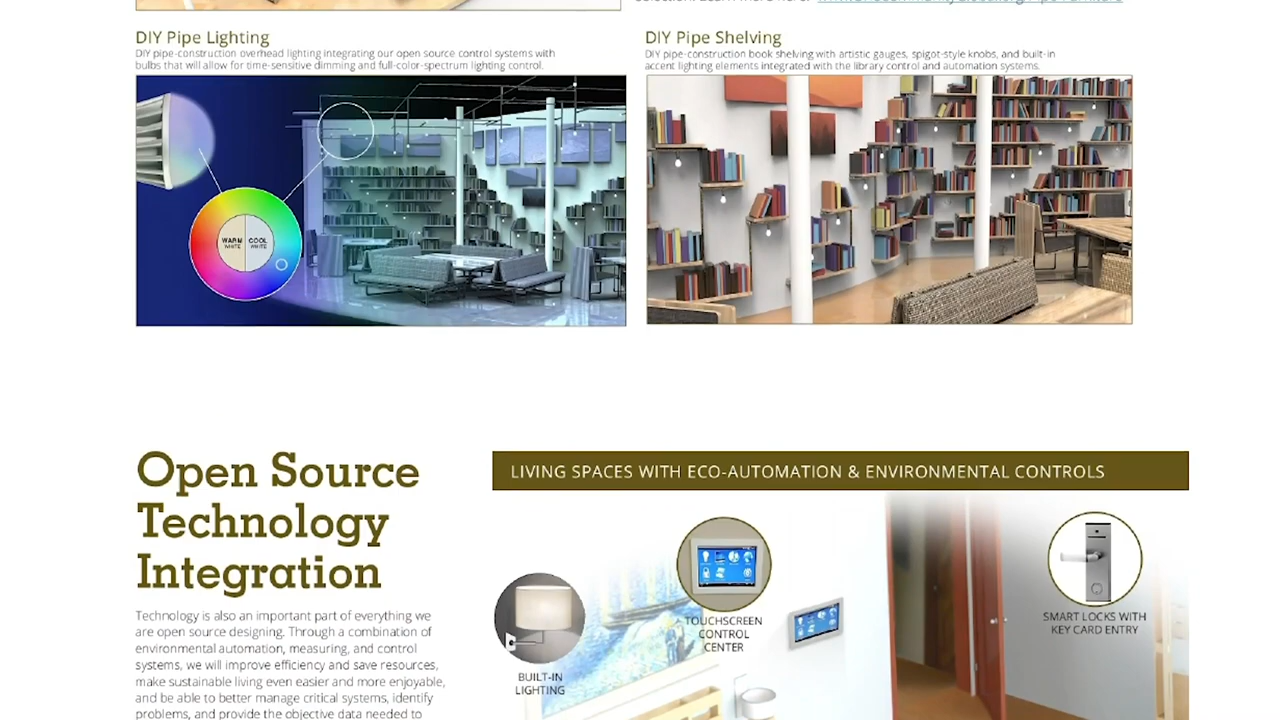 DIY Pipe Lighting
DIY pipe-construction overhead lighting integrating our open source control systems with
bulbs that will allow for time-sensitive dimming and full-color-spectrum lighting control.
DIY Pipe Shelving
DIY pipe-construction book shelving with artistic gauges, spigot-style knobs, and built-in
accent lighting elements integrated with the library control and automation systems.
WARM WHITE
COOL WHITE
Open Source
Technology
Integration
Technology is also an important part of everything we
are open source designing. Through a combination of
environmental automation, measuring, and control
systems, we will improve efficiency and save resources,
make sustainable living even easier and more enjoyable,
and be able to better manage critical systems, identify
problems, and provide the objective data needed to
LIVING SPACES WITH ECO-AUTOMATION & ENVIRONMENTAL CONTROLS
BUILT-IN
LIGHTING
TOUCHSCREEN
CONTROL
CENTER
SMART LOCKS WITH
KEY CARD ENTRY